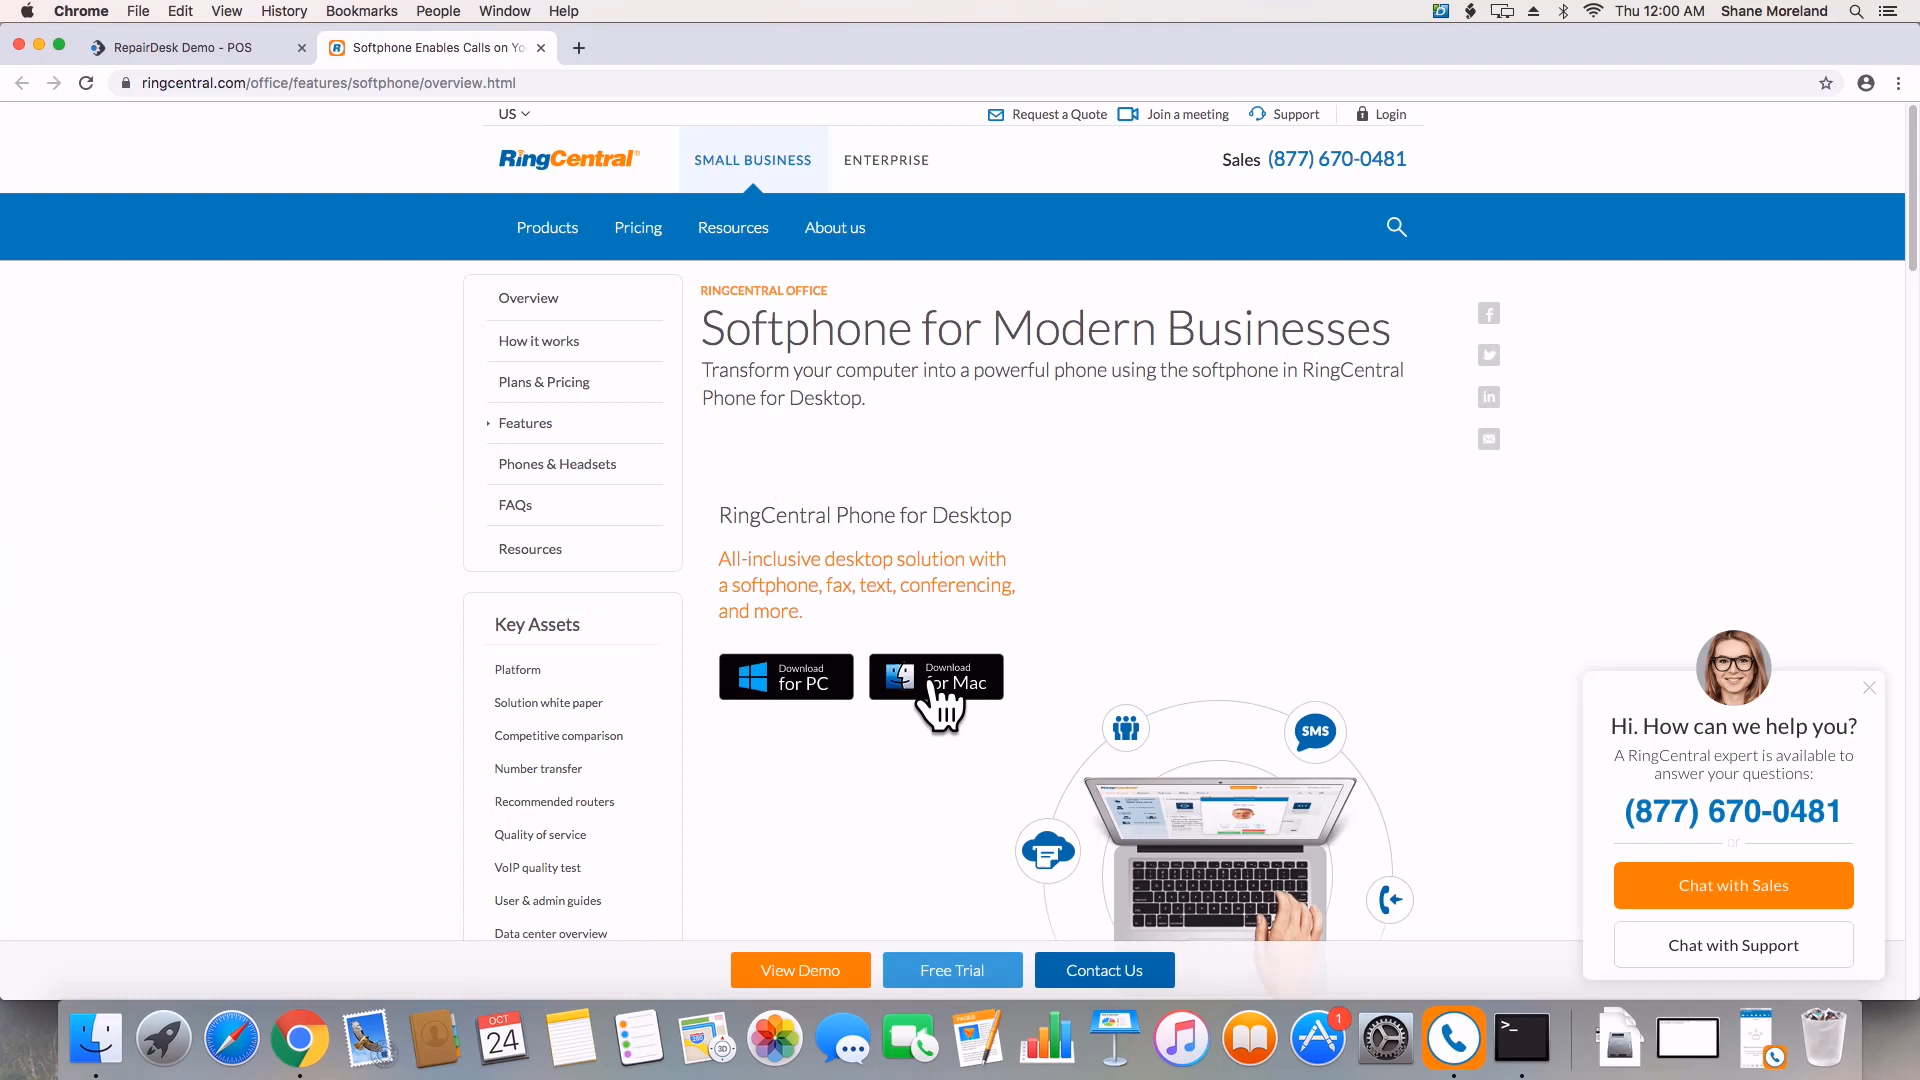 Chrome File Edit View History Bookmarks People Window Help Thu 12:00 AM Shane Moreland
RepairDesk Demo - POS Softphone Enables Calls on Yo
ringcentral.com/office/features/softphone/overview.html
US Request a Quote Join a meeting Support Login
RingCentral SMALL BUSINESS ENTERPRISE Sales (877) 670-0481
Products Pricing Resources About us
Overview
How it works
Plans & Pricing
Features
Phones & Headsets
FAQs
Resources
Key Assets
Platform
Solution white paper
Competitive comparison
Number transfer
Recommended routers
Quality of service
VoIP quality test
User & admin guides
Data center overview
RINGCENTRAL OFFICE
Softphone for Modern Businesses
Transform your computer into a powerful phone using the softphone in RingCentral
Phone for Desktop.
RingCentral Phone for Desktop
All-inclusive desktop solution with
a softphone, fax, text, conferencing,
and more.
Download
for PC
Download
for Mac
SMS
Hi. How can we help you?
A RingCentral expert is available to
answer your questions:
(877) 670-0481
or
Chat with Sales
Chat with Support
View Demo Free Trial Contact Us
OCT
24
3D
PAGES
1
>_